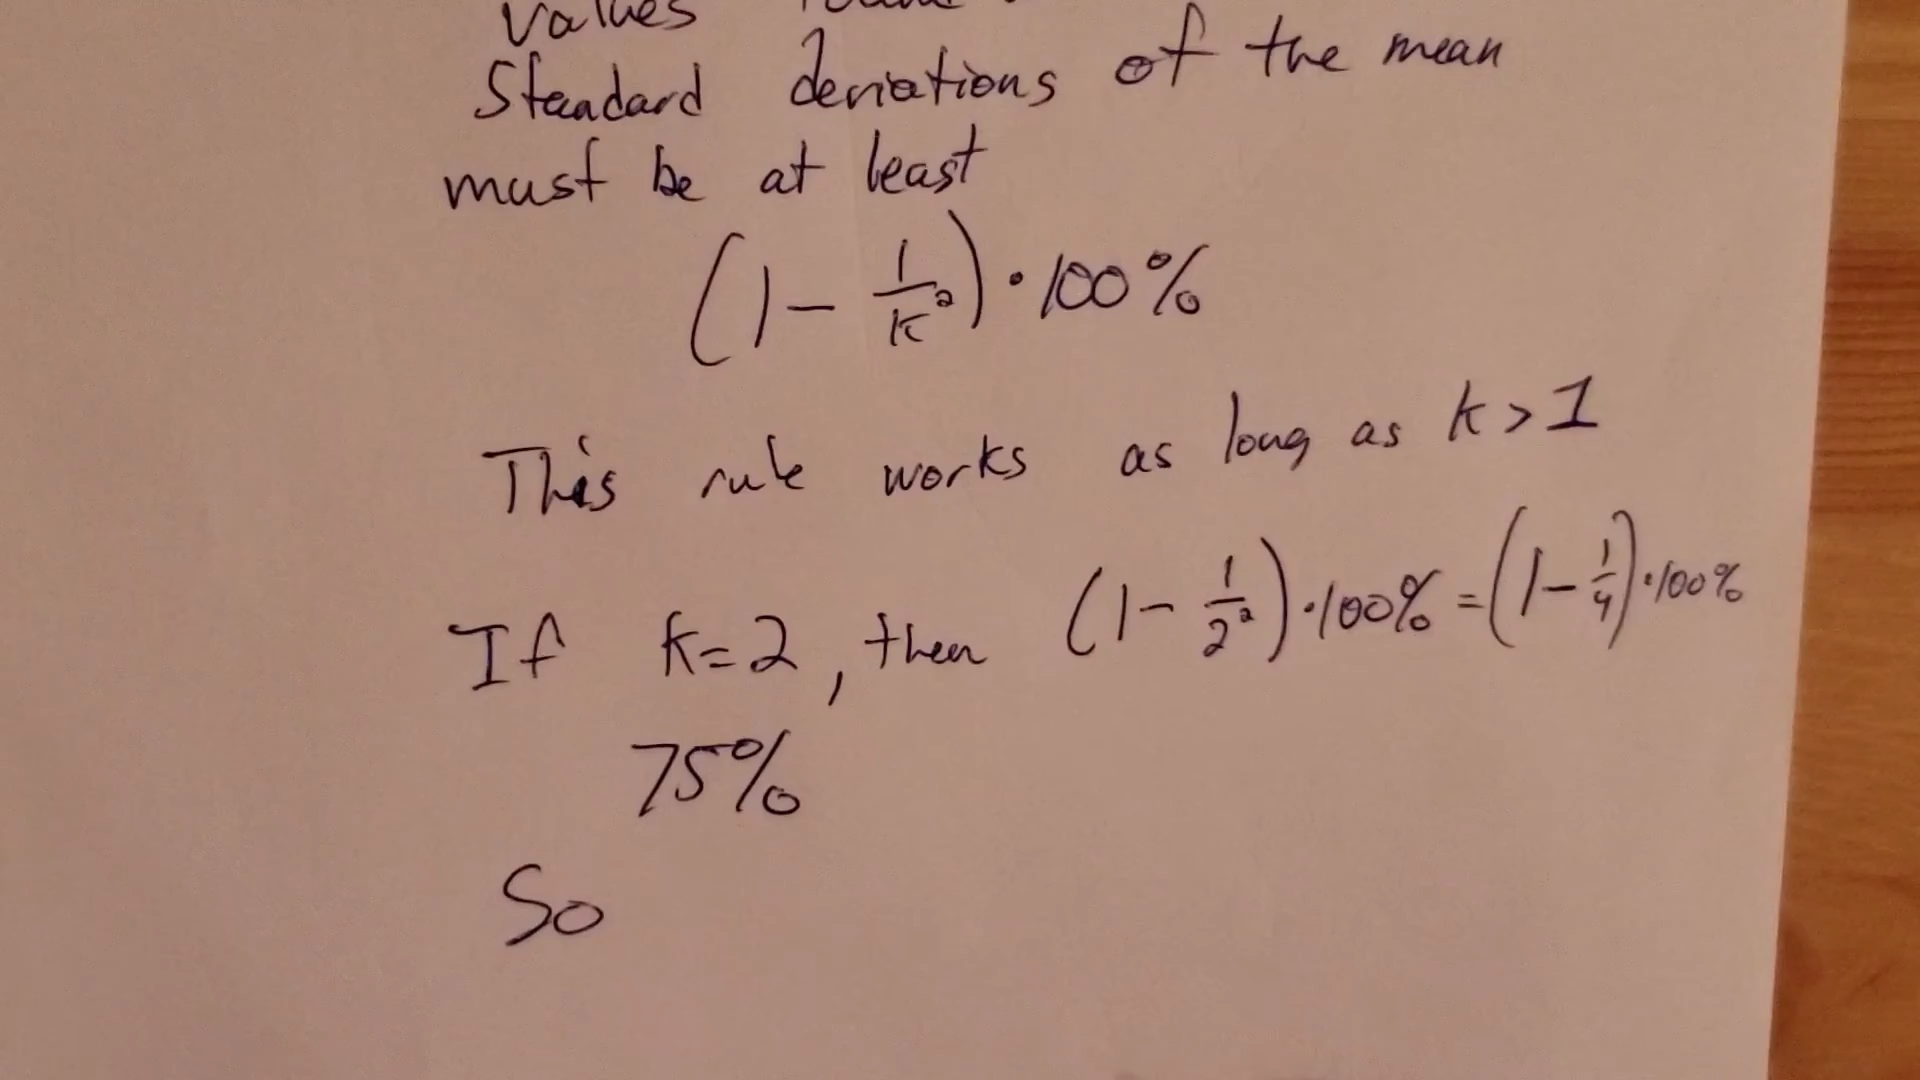 values
Standard deviations of the mean
must be at least
(1 - 1/k²) · 100%
This rule works as long as k > 1
If k=2, then (1 - 1/2²) · 100% = (1 - 1/4) · 100%
75%
So